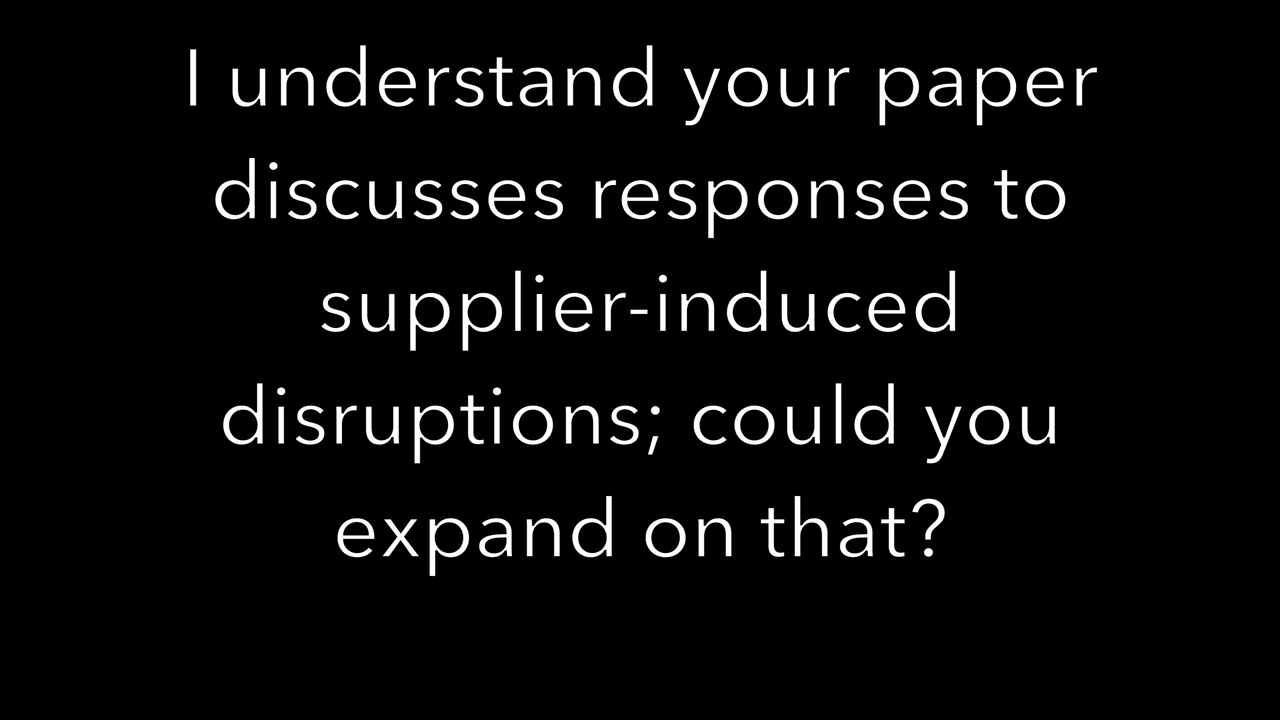 I understand your paper
discusses responses to
supplier-induced
disruptions; could you
expand on that?